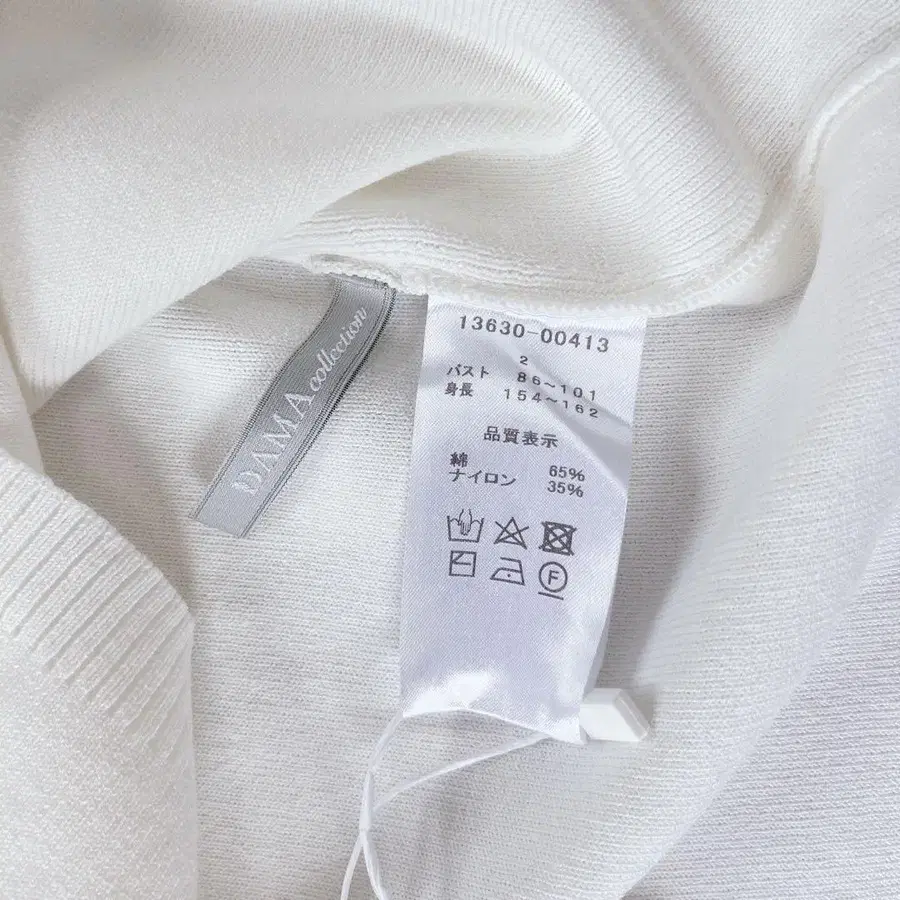 DAMA collection
13630-00413
2
バスト 86～101
身長 154～162
品質表示
綿 65%
ナイロン 35%
F